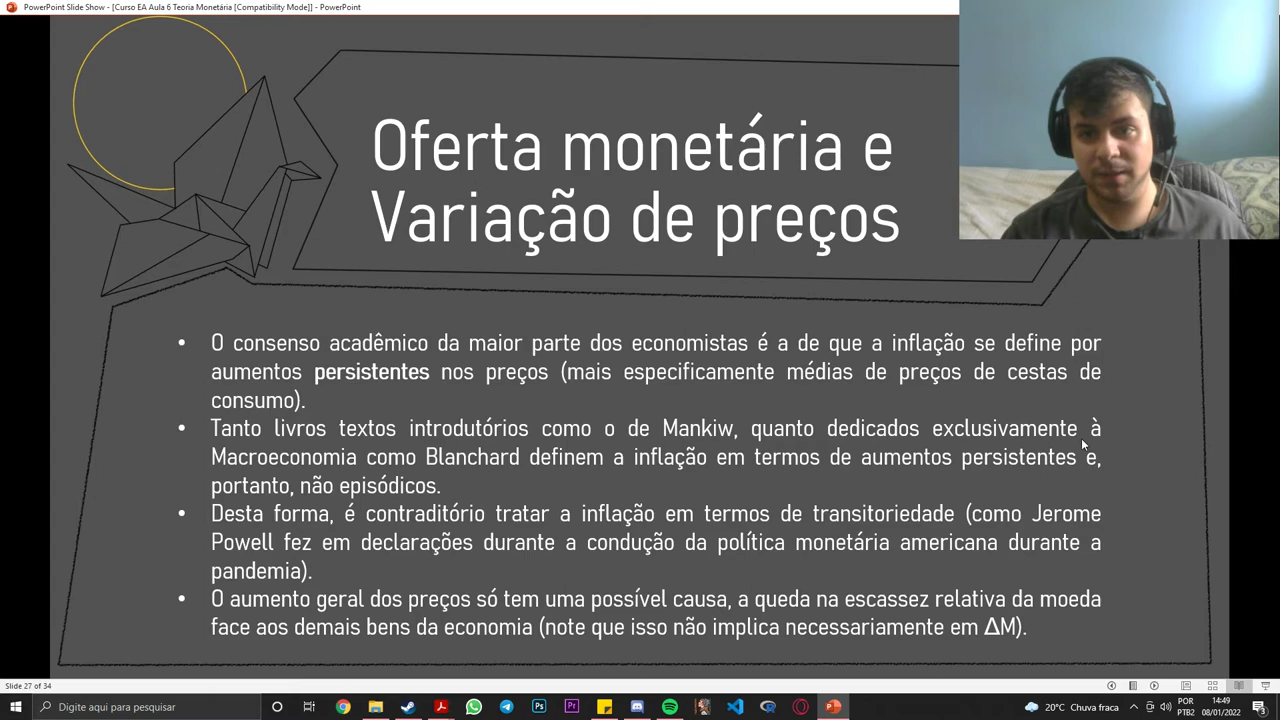 PowerPoint Slide Show - [Curso EA Aula 6 Teoria Monetária [Compatibility Mode]] - PowerPoint
Oferta monetária e
Variação de preços
• O consenso acadêmico da maior parte dos economistas é a de que a inflação se define por
aumentos persistentes nos preços (mais especificamente médias de preços de cestas de
consumo).
• Tanto livros textos introdutórios como o de Mankiw, quanto dedicados exclusivamente à
Macroeconomia como Blanchard definem a inflação em termos de aumentos persistentes e,
portanto, não episódicos.
• Desta forma, é contraditório tratar a inflação em termos de transitoriedade (como Jerome
Powell fez em declarações durante a condução da política monetária americana durante a
pandemia).
• O aumento geral dos preços só tem uma possível causa, a queda na escassez relativa da moeda
face aos demais bens da economia (note que isso não implica necessariamente em ΔM).
Slide 27 of 34
Digite aqui para pesquisar
Ps
Pr
20°C Chuva fraca
POR
PTB2
14:49
08/01/2022
3